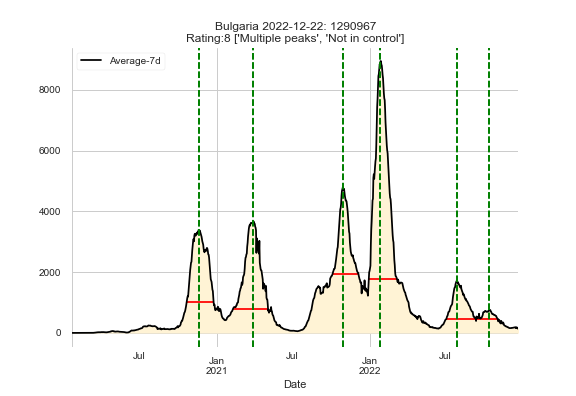 Bulgaria 2022-12-22: 1290967
Rating:8 ['Multiple peaks', 'Not in control']
Average-7d
8000
6000
4000
2000
0
Jul
Jan
2021
Jul
Jan
2022
Jul
Date